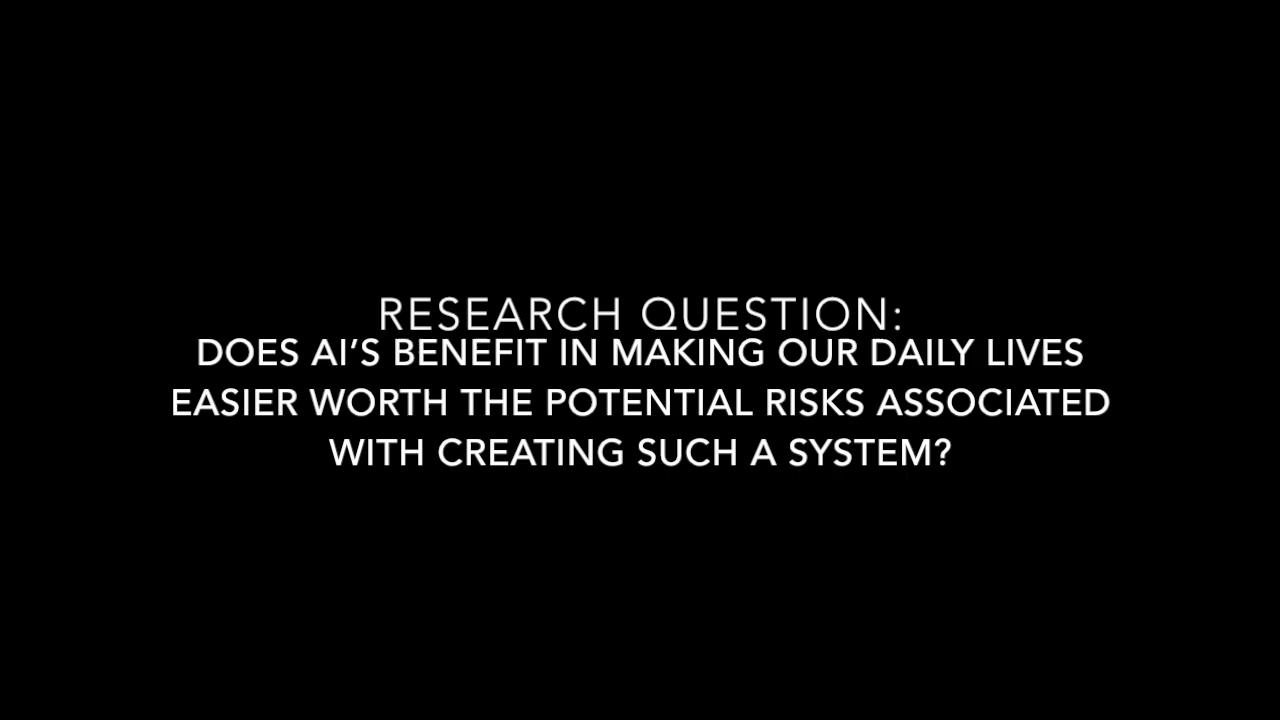 RESEARCH QUESTION:
DOES AI’S BENEFIT IN MAKING OUR DAILY LIVES
EASIER WORTH THE POTENTIAL RISKS ASSOCIATED
WITH CREATING SUCH A SYSTEM?